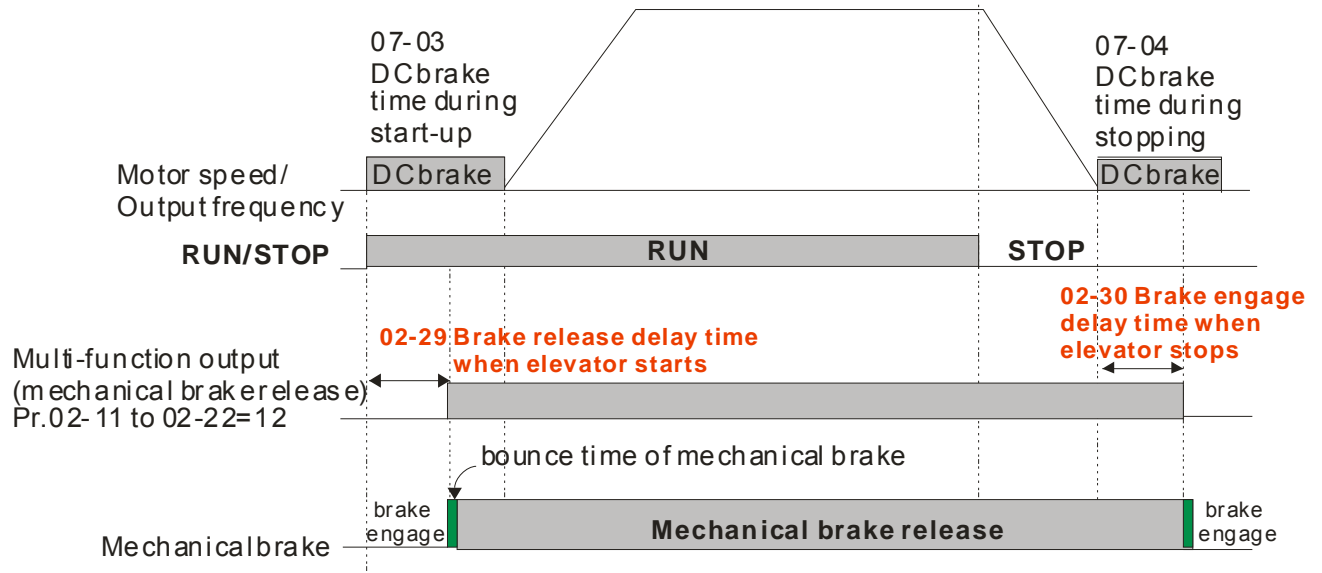 07-03
DCbrake
time during
start-up
07-04
DCbrake
time during
stopping
DCbrake
DCbrake
Motor speed/
Output frequency
RUN/STOP
RUN
STOP
02-29 Brake release delay time
when elevator starts
02-30 Brake engage
delay time when
elevator stops
Multi-function output
(mechanical brake release)
Pr.02-11 to 02-22=12
bounce time of mechanical brake
brake
engage
Mechanical brake release
brake
engage
Mechanical brake